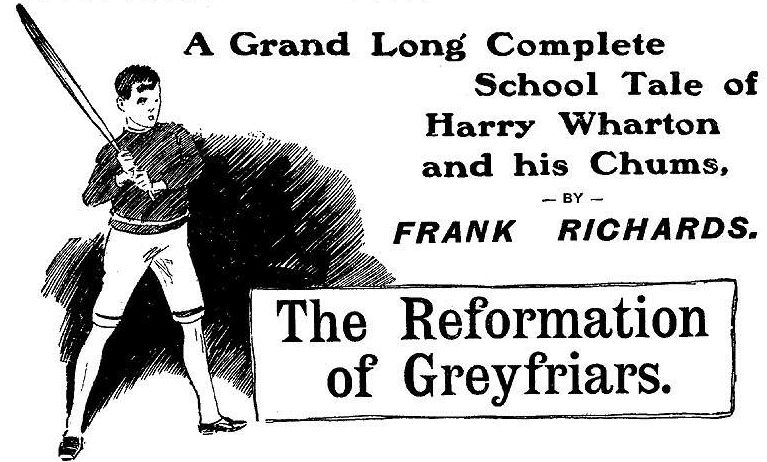 A Grand Long Complete
School Tale of
Harry Wharton
and his Chums,
— BY —
FRANK RICHARDS.
The Reformation
of Greyfriars.